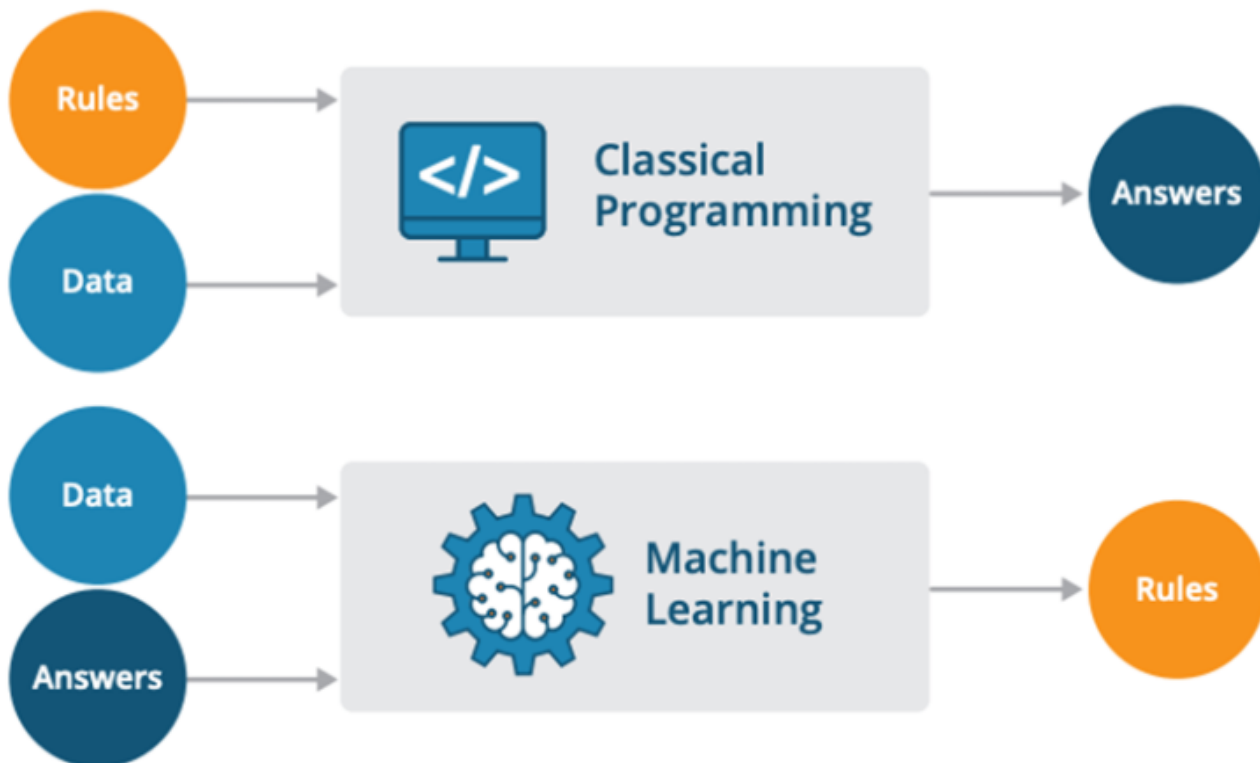 Rules
Data
</>
Classical
Programming
Answers
Data
Answers
Machine
Learning
Rules